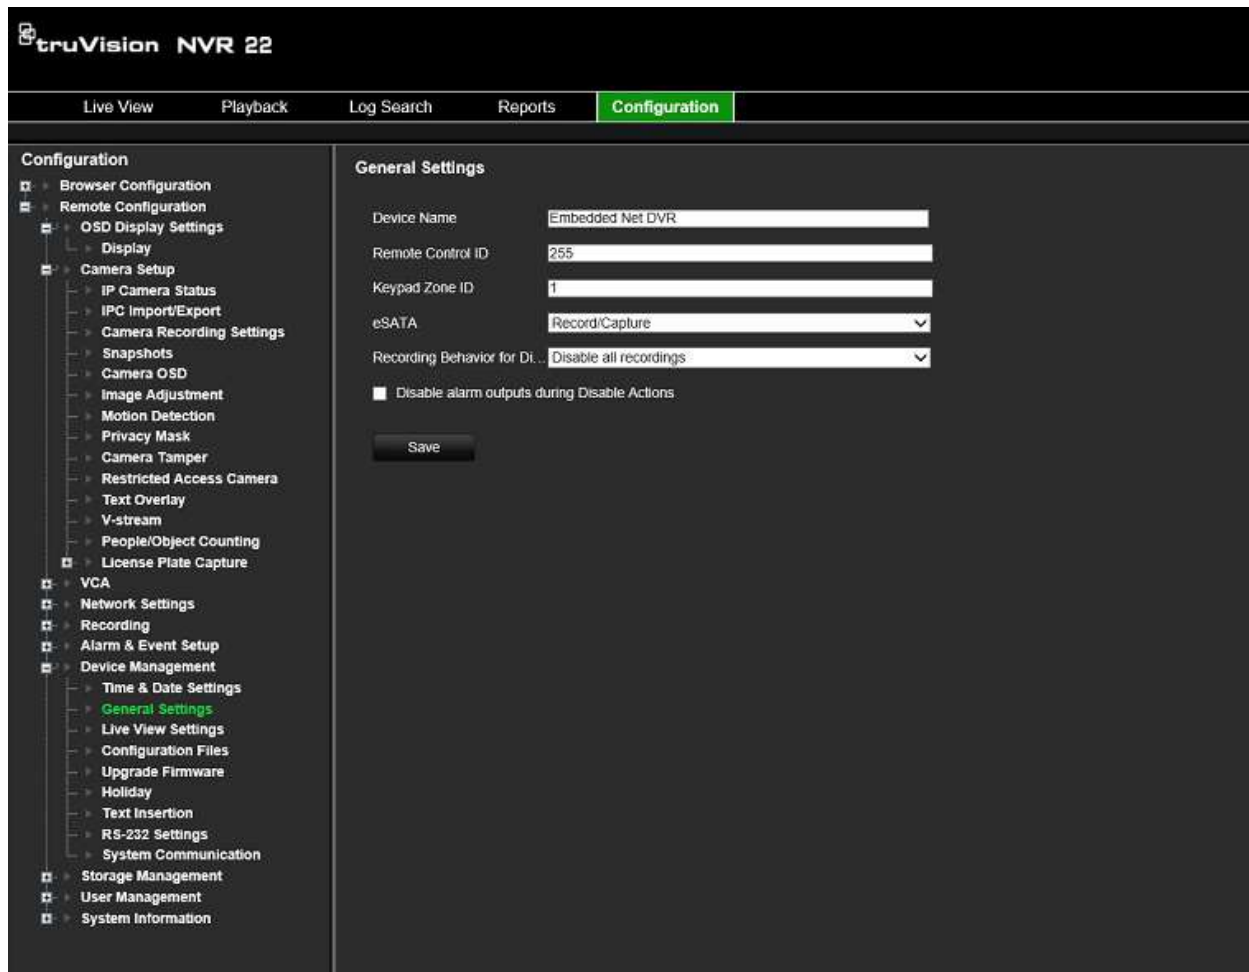 truVision NVR 22
Live View Playback Log Search Reports Configuration
Configuration
Browser Configuration
Remote Configuration
OSD Display Settings
Display
Camera Setup
IP Camera Status
IPC Import/Export
Camera Recording Settings
Snapshots
Camera OSD
Image Adjustment
Motion Detection
Privacy Mask
Camera Tamper
Restricted Access Camera
Text Overlay
V-stream
People/Object Counting
License Plate Capture
VCA
Network Settings
Recording
Alarm & Event Setup
Device Management
Time & Date Settings
General Settings
Live View Settings
Configuration Files
Upgrade Firmware
Holiday
Text Insertion
RS-232 Settings
System Communication
Storage Management
User Management
System Information
General Settings
Device Name Embedded Net DVR
Remote Control ID 255
Keypad Zone ID 1
eSATA Record/Capture
Recording Behavior for Di... Disable all recordings
Disable alarm outputs during Disable Actions
Save